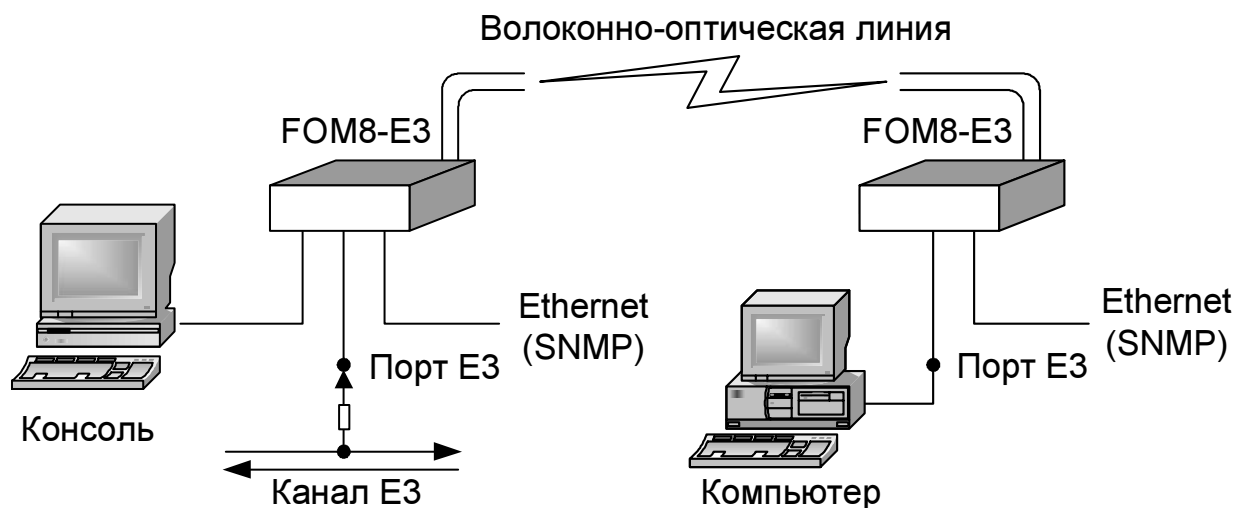 Волоконно-оптическая линия
FOM8-E3
FOM8-E3
Ethernet
(SNMP)
Ethernet
(SNMP)
Порт E3
Порт E3
Консоль
Канал E3
Компьютер